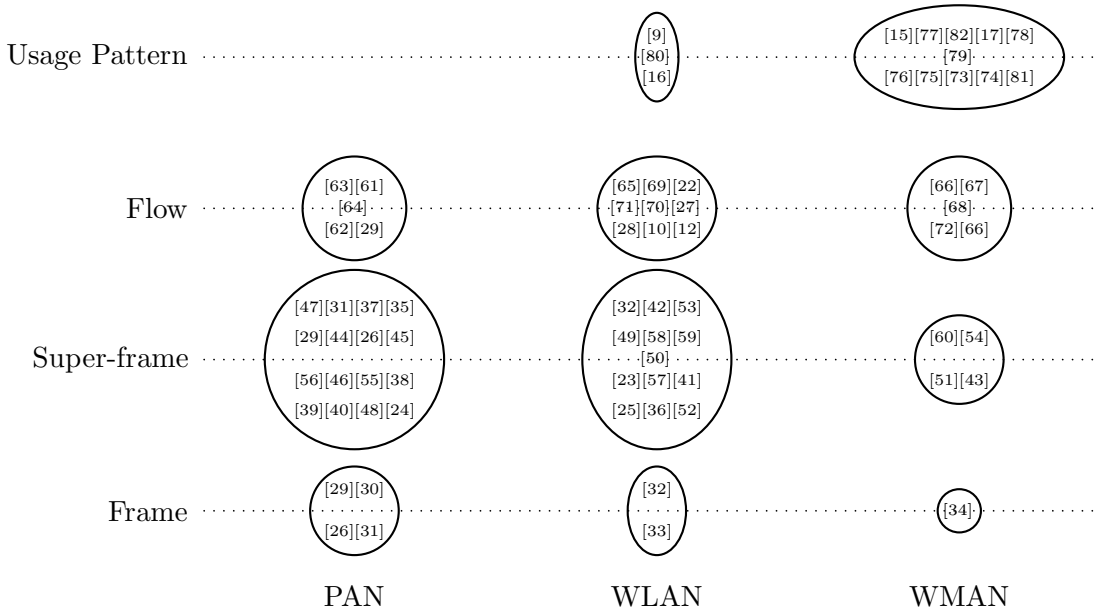 [9]
[15][77][82][17][78]
Usage Pattern [80] [79]
[16]
[76][75][73][74][81]
[63][61] [65][69][22] [66][67]
Flow [64] [71][70][27] [68]
[62][29] [28][10][12] [72][66]
[47][31][37][35] [32][42][53]
[29][44][26][45] [49][58][59] [60][54]
Super-frame [50]
[56][46][55][38] [23][57][41] [51][43]
[39][40][48][24] [25][36][52]
[29][30] [32]
Frame [34]
[26][31] [33]
PAN WLAN WMAN